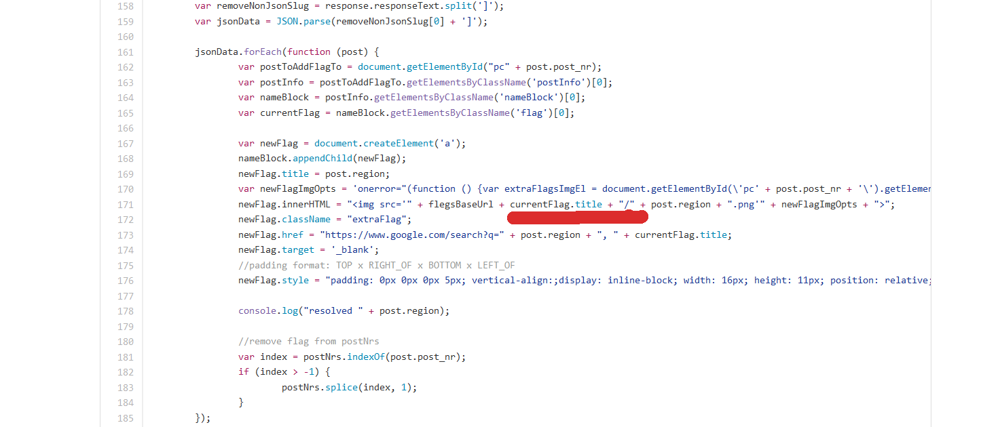 158 var removeNonJsonSlug = response.responseText.split(']');
159 var jsonData = JSON.parse(removeNonJsonSlug[0] + ']');
160
161 jsonData.forEach(function (post) {
162 var postToAddFlagTo = document.getElementById("pc" + post.post_nr);
163 var postInfo = postToAddFlagTo.getElementsByClassName('postInfo')[0];
164 var nameBlock = postInfo.getElementsByClassName('nameBlock')[0];
165 var currentFlag = nameBlock.getElementsByClassName('flag')[0];
166
167 var newFlag = document.createElement('a');
168 nameBlock.appendChild(newFlag);
169 newFlag.title = post.region;
170 var newFlagImgOpts = 'onerror="(function () {var extraFlagsImgEl = document.getElementById(\'pc' + post.post_nr + '\').getElemen
171 newFlag.innerHTML = "<img src='" + flegsBaseUrl + currentFlag.title + "/" + post.region + ".png'" + newFlagImgOpts + ">";
172 newFlag.className = "extraFlag";
173 newFlag.href = "https://www.google.com/search?q=" + post.region + ", " + currentFlag.title;
174 newFlag.target = '_blank';
175 //padding format: TOP x RIGHT_OF x BOTTOM x LEFT_OF
176 newFlag.style = "padding: 0px 0px 0px 5px; vertical-align:;display: inline-block; width: 16px; height: 11px; position: relative;
177
178 console.log("resolved " + post.region);
179
180 //remove flag from postNrs
181 var index = postNrs.indexOf(post.post_nr);
182 if (index > -1) {
183 postNrs.splice(index, 1);
184 }
185 });